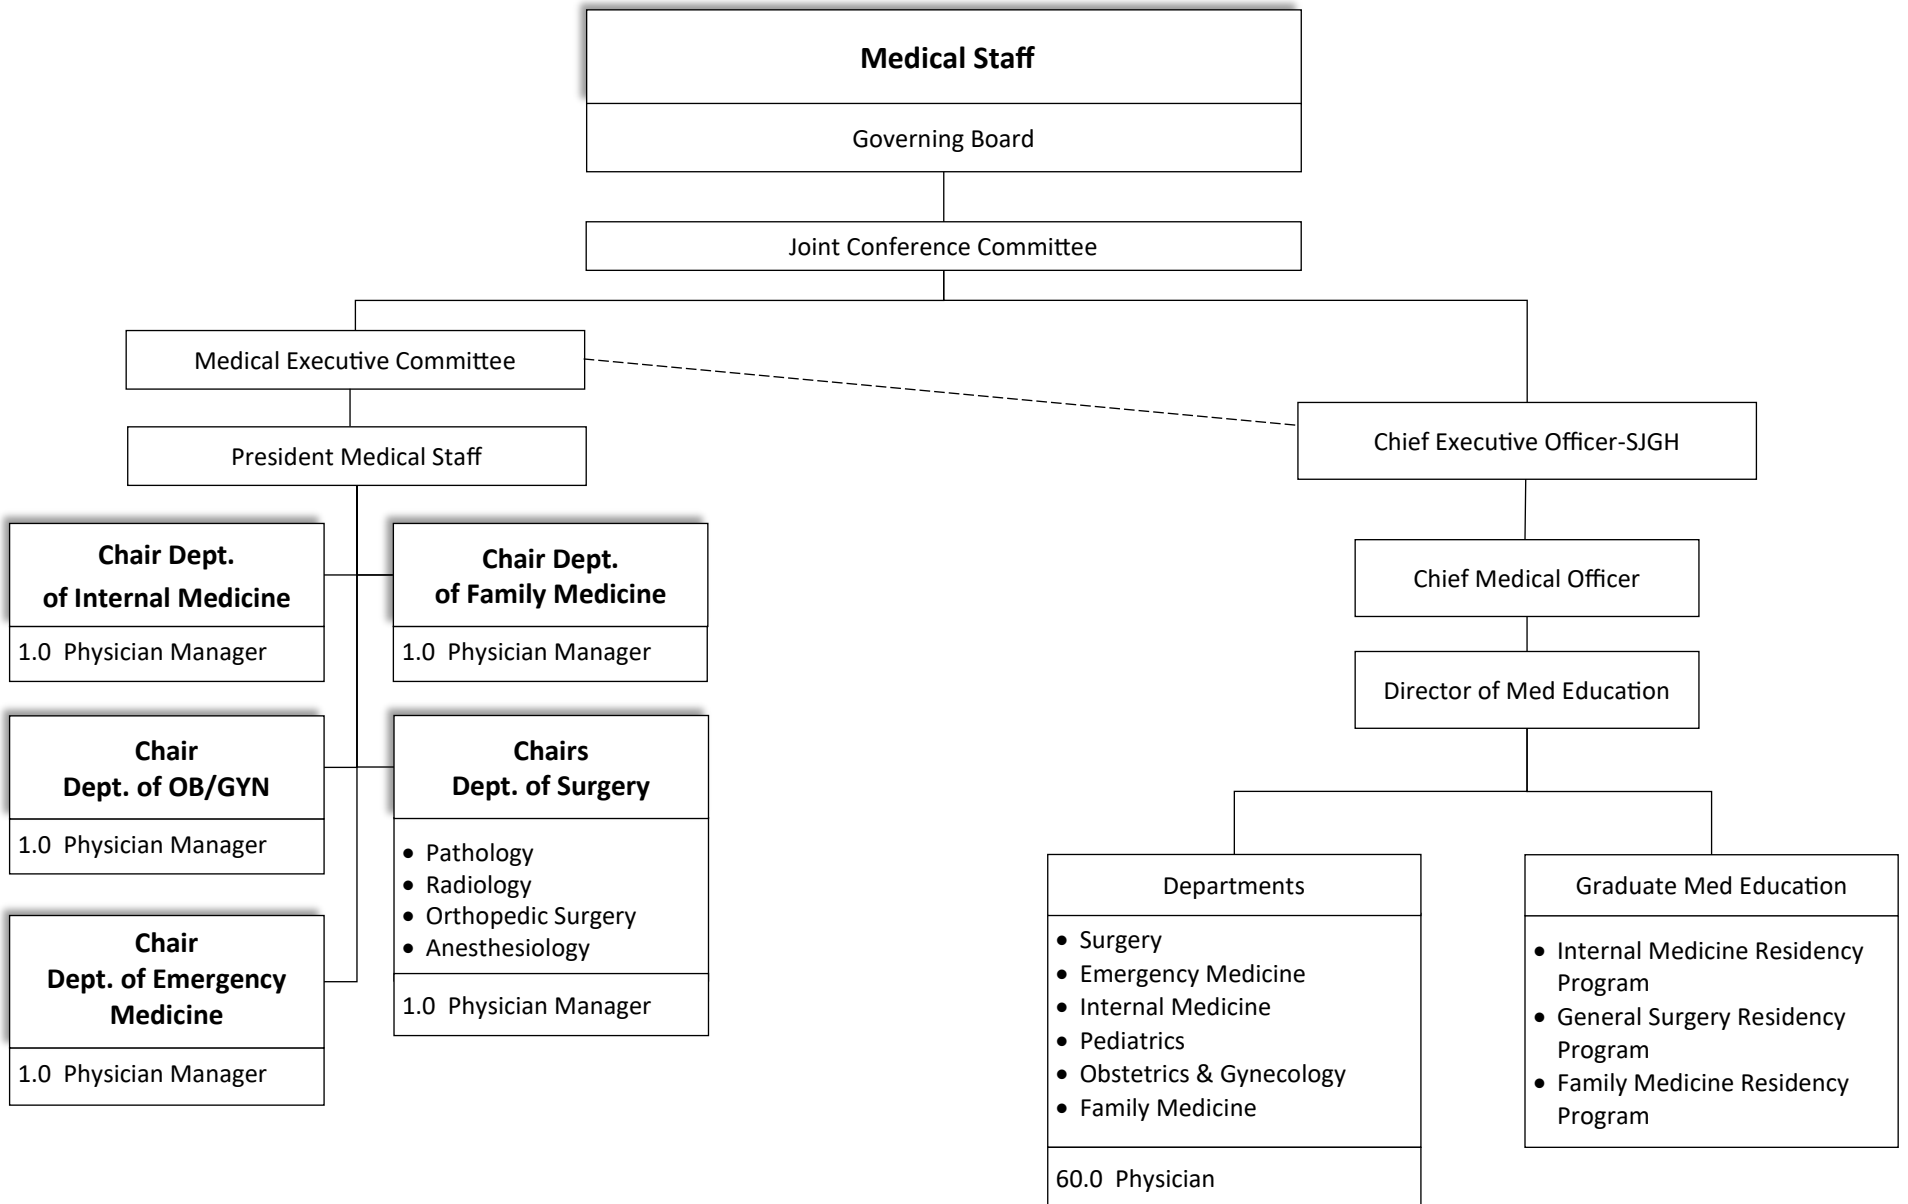 Medical Staff
Governing Board
Joint Conference Committee
Medical Executive Committee
Chief Executive Officer-SJGH
President Medical Staff
Chair Dept.
of Internal Medicine
1.0 Physician Manager
Chair Dept.
of Family Medicine
1.0 Physician Manager
Chair
Dept. of OB/GYN
1.0 Physician Manager
Chairs
Dept. of Surgery
• Pathology
• Radiology
• Orthopedic Surgery
• Anesthesiology
1.0 Physician Manager
Chair
Dept. of Emergency
Medicine
1.0 Physician Manager
Chief Medical Officer
Director of Med Education
Departments
• Surgery
• Emergency Medicine
• Internal Medicine
• Pediatrics
• Obstetrics & Gynecology
• Family Medicine
60.0 Physician
Graduate Med Education
• Internal Medicine Residency
Program
• General Surgery Residency
Program
• Family Medicine Residency
Program